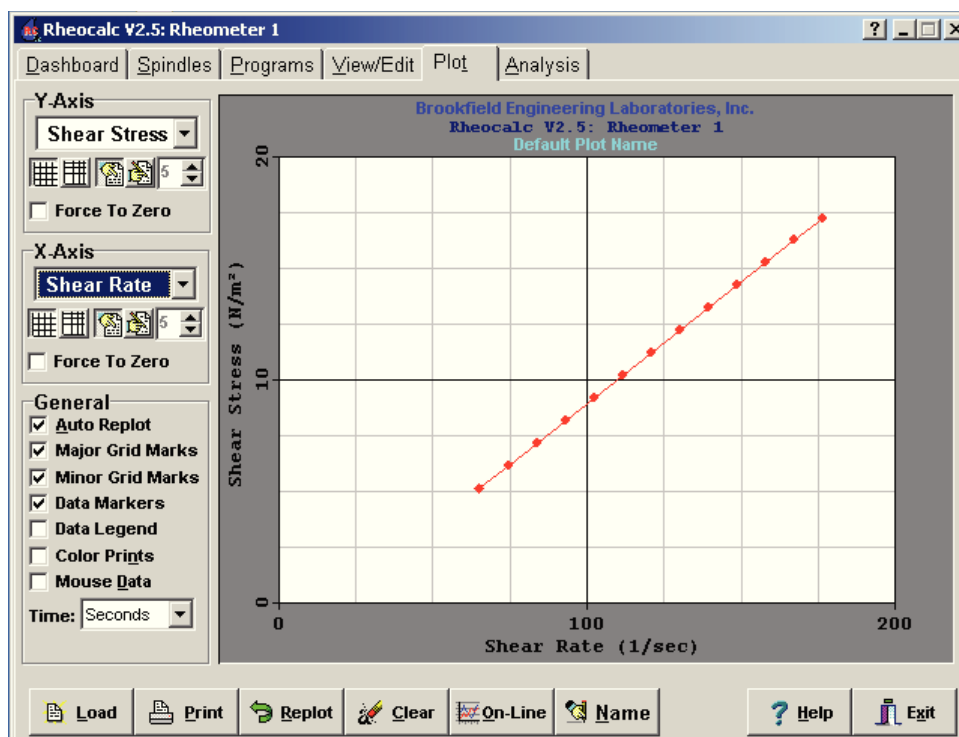 Rheocalc V2.5: Rheometer 1
Dashboard Spindles Programs View/Edit Plot Analysis
Y-Axis
Shear Stress
5
Force To Zero
X-Axis
Shear Rate
5
Force To Zero
General
Auto Replot
Major Grid Marks
Minor Grid Marks
Data Markers
Data Legend
Color Prints
Mouse Data
Time: Seconds
Brookfield Engineering Laboratories, Inc.
Rheocalc V2.5: Rheometer 1
Default Plot Name
20
10
0
Shear Stress (N/m²)
0 100 200
Shear Rate (1/sec)
Load Print Replot Clear On-Line Name ? Help Exit